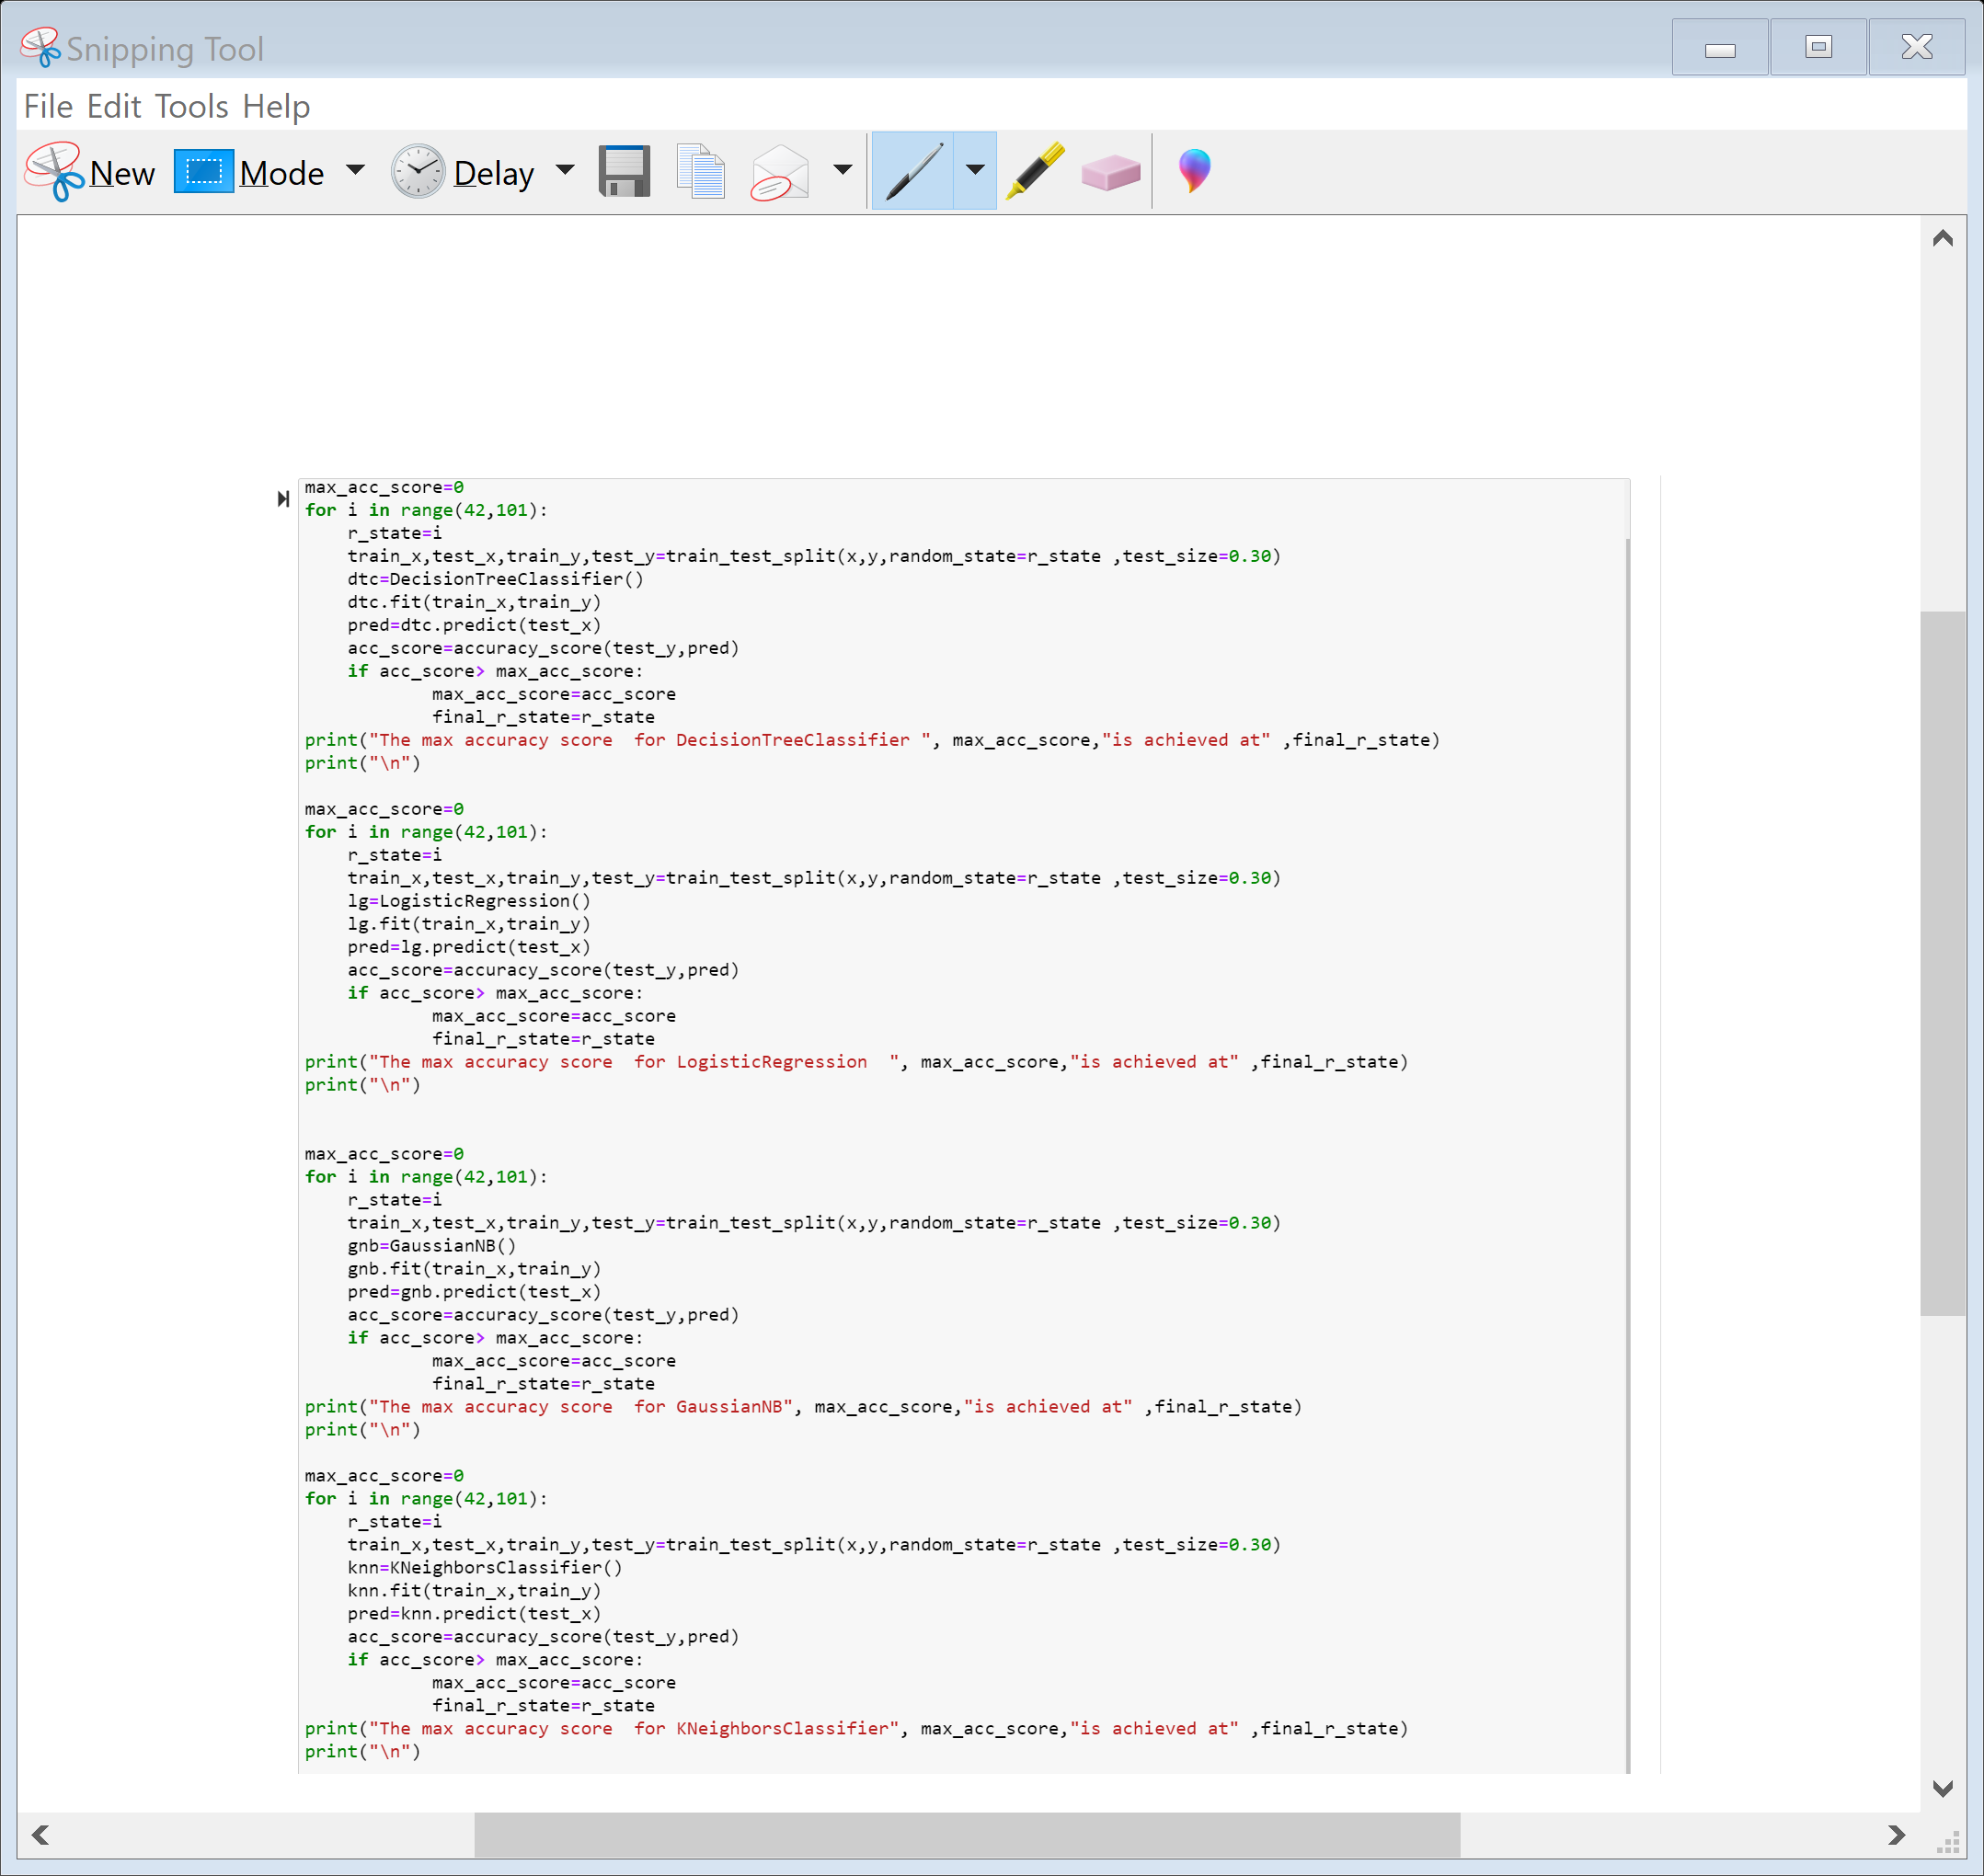 Snipping Tool
File Edit Tools Help
New Mode Delay
max_acc_score=0
for i in range(42,101):
    r_state=i
    train_x,test_x,train_y,test_y=train_test_split(x,y,random_state=r_state ,test_size=0.30)
    dtc=DecisionTreeClassifier()
    dtc.fit(train_x,train_y)
    pred=dtc.predict(test_x)
    acc_score=accuracy_score(test_y,pred)
    if acc_score> max_acc_score:
            max_acc_score=acc_score
            final_r_state=r_state
print("The max accuracy score  for DecisionTreeClassifier ", max_acc_score,"is achieved at" ,final_r_state)
print("\n")

max_acc_score=0
for i in range(42,101):
    r_state=i
    train_x,test_x,train_y,test_y=train_test_split(x,y,random_state=r_state ,test_size=0.30)
    lg=LogisticRegression()
    lg.fit(train_x,train_y)
    pred=lg.predict(test_x)
    acc_score=accuracy_score(test_y,pred)
    if acc_score> max_acc_score:
            max_acc_score=acc_score
            final_r_state=r_state
print("The max accuracy score  for LogisticRegression  ", max_acc_score,"is achieved at" ,final_r_state)
print("\n")

max_acc_score=0
for i in range(42,101):
    r_state=i
    train_x,test_x,train_y,test_y=train_test_split(x,y,random_state=r_state ,test_size=0.30)
    gnb=GaussianNB()
    gnb.fit(train_x,train_y)
    pred=gnb.predict(test_x)
    acc_score=accuracy_score(test_y,pred)
    if acc_score> max_acc_score:
            max_acc_score=acc_score
            final_r_state=r_state
print("The max accuracy score  for GaussianNB", max_acc_score,"is achieved at" ,final_r_state)
print("\n")

max_acc_score=0
for i in range(42,101):
    r_state=i
    train_x,test_x,train_y,test_y=train_test_split(x,y,random_state=r_state ,test_size=0.30)
    knn=KNeighborsClassifier()
    knn.fit(train_x,train_y)
    pred=knn.predict(test_x)
    acc_score=accuracy_score(test_y,pred)
    if acc_score> max_acc_score:
            max_acc_score=acc_score
            final_r_state=r_state
print("The max accuracy score  for KNeighborsClassifier", max_acc_score,"is achieved at" ,final_r_state)
print("\n")